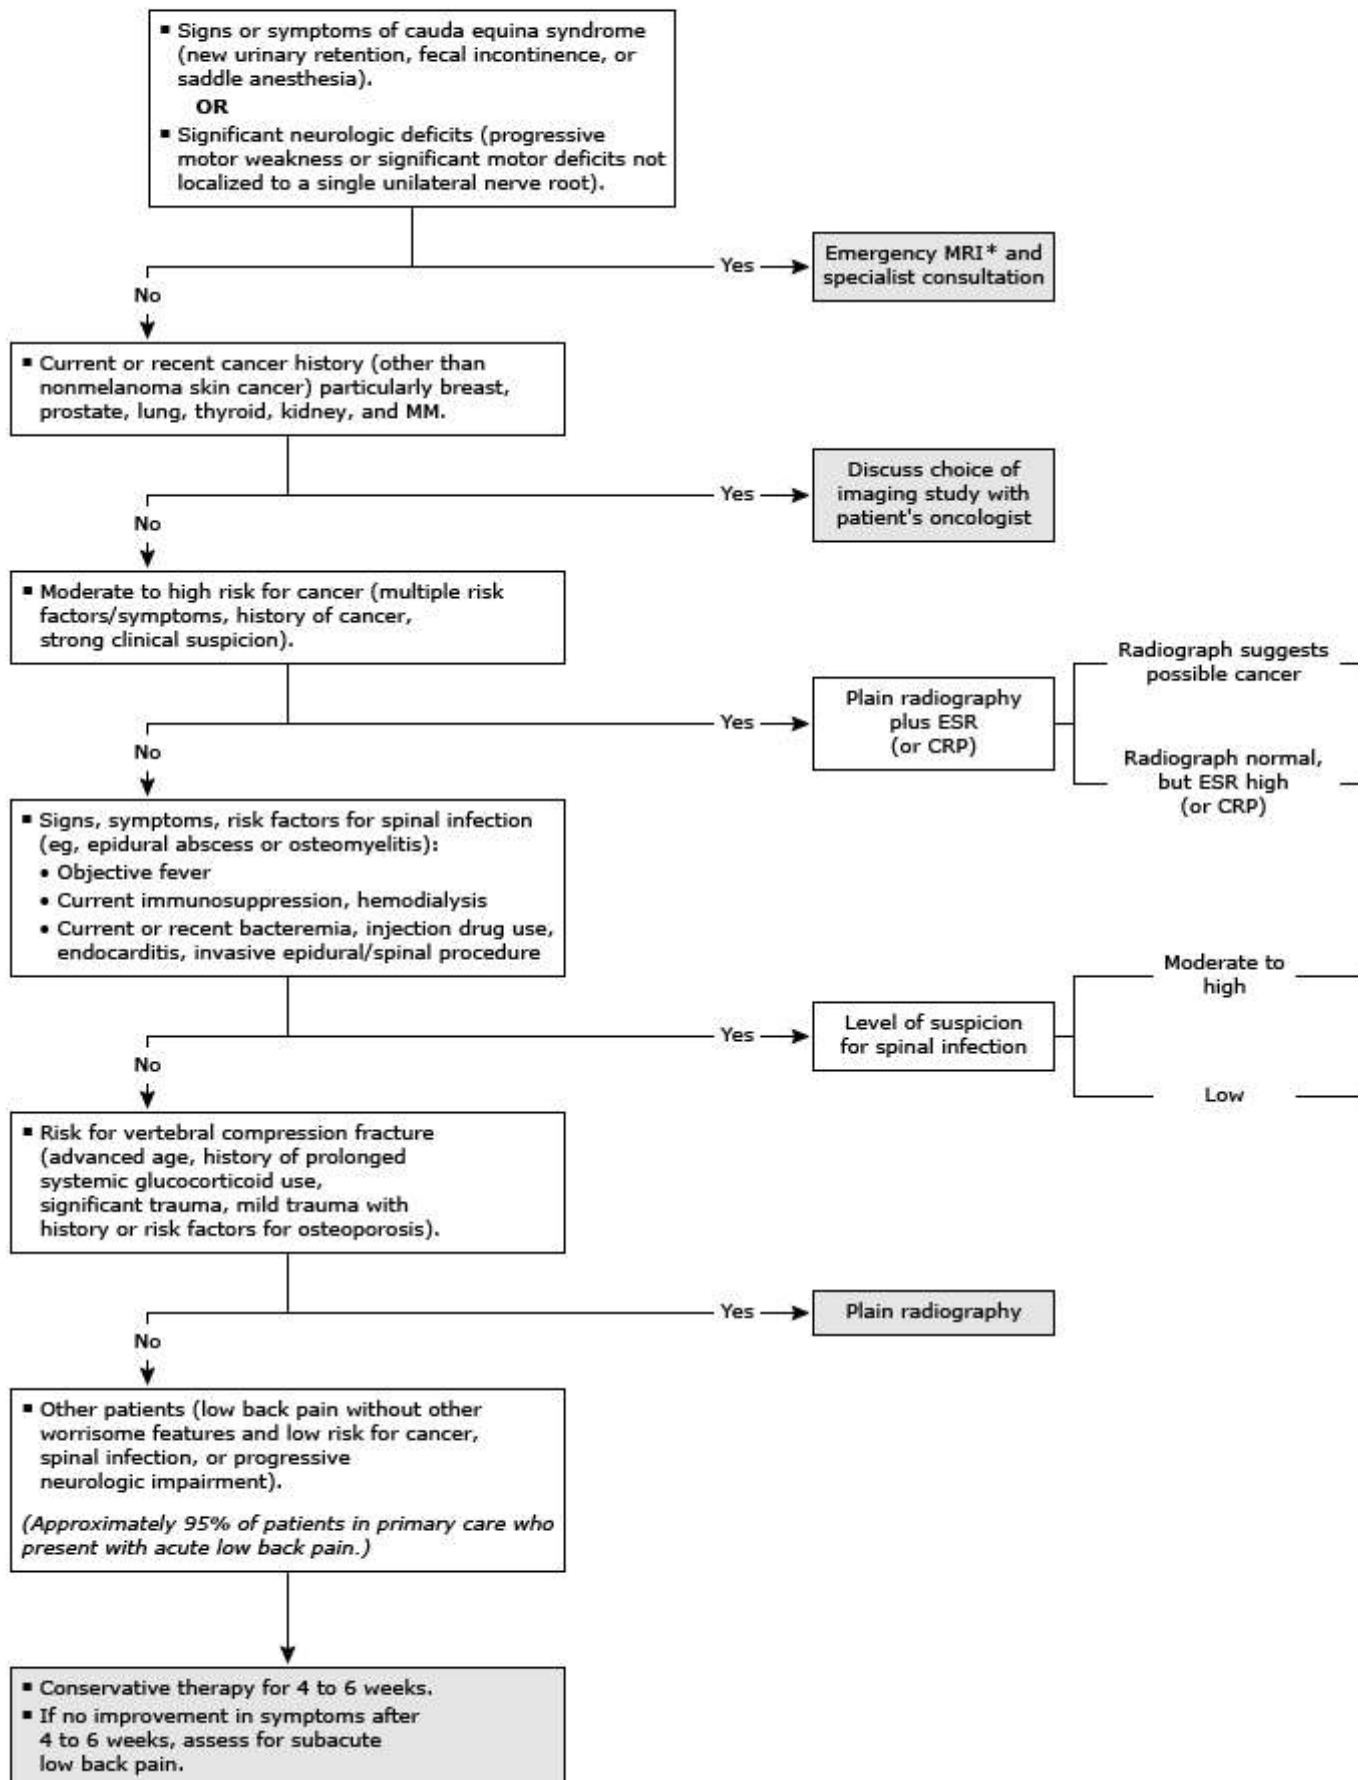 ▪ Signs or symptoms of cauda equina syndrome
(new urinary retention, fecal incontinence, or
saddle anesthesia).
OR
▪ Significant neurologic deficits (progressive
motor weakness or significant motor deficits not
localized to a single unilateral nerve root).
Yes
Emergency MRI* and
specialist consultation
No
▪ Current or recent cancer history (other than
nonmelanoma skin cancer) particularly breast,
prostate, lung, thyroid, kidney, and MM.
Yes
Discuss choice of
imaging study with
patient's oncologist
No
▪ Moderate to high risk for cancer (multiple risk
factors/symptoms, history of cancer,
strong clinical suspicion).
Yes
Plain radiography
plus ESR
(or CRP)
Radiograph suggests
possible cancer
Radiograph normal,
but ESR high
(or CRP)
No
▪ Signs, symptoms, risk factors for spinal infection
(eg, epidural abscess or osteomyelitis):
• Objective fever
• Current immunosuppression, hemodialysis
• Current or recent bacteremia, injection drug use,
endocarditis, invasive epidural/spinal procedure
Yes
Level of suspicion
for spinal infection
Moderate to
high
Low
No
▪ Risk for vertebral compression fracture
(advanced age, history of prolonged
systemic glucocorticoid use,
significant trauma, mild trauma with
history or risk factors for osteoporosis).
Yes
Plain radiography
No
▪ Other patients (low back pain without other
worrisome features and low risk for cancer,
spinal infection, or progressive
neurologic impairment).
(Approximately 95% of patients in primary care who
present with acute low back pain.)
▪ Conservative therapy for 4 to 6 weeks.
▪ If no improvement in symptoms after
4 to 6 weeks, assess for subacute
low back pain.